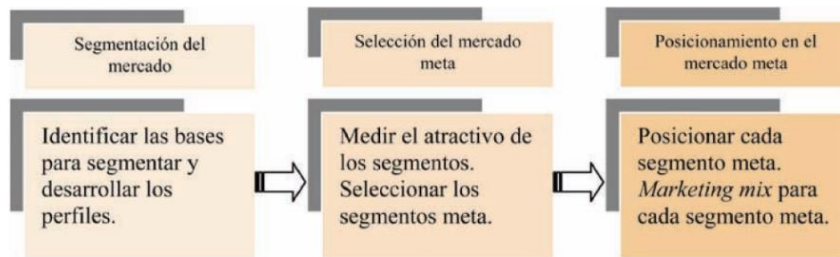 Segmentación del
mercado
Selección del mercado
meta
Posicionamiento en el
mercado meta
Identificar las bases
para segmentar y
desarrollar los
perfiles.
Medir el atractivo de
los segmentos.
Seleccionar los
segmentos meta.
Posicionar cada
segmento meta.
Marketing mix para
cada segmento meta.